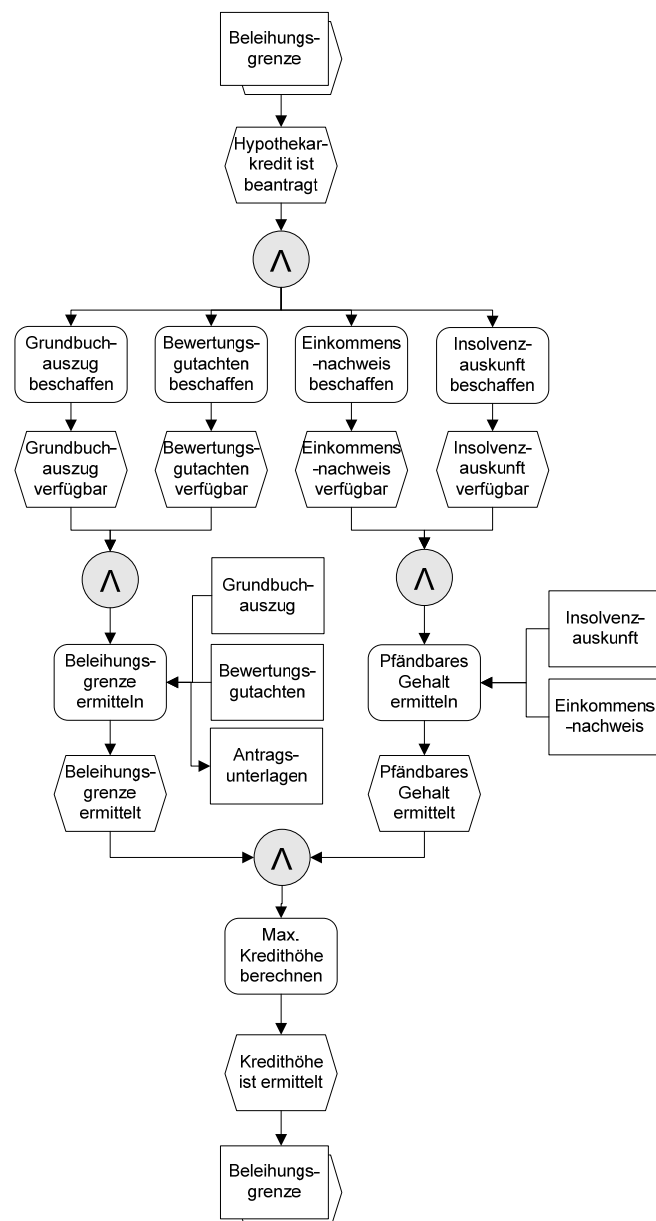 Beleihungs-
grenze
Hypothekar-
kredit ist
beantragt
Λ
Grundbuch-
auszug
beschaffen
Bewertungs-
gutachten
beschaffen
Einkommens
-nachweis
beschaffen
Insolvenz-
auskunft
beschaffen
Grundbuch-
auszug
verfügbar
Bewertungs-
gutachten
verfügbar
Einkommens
-nachweis
verfügbar
Insolvenz-
auskunft
verfügbar
Λ
Λ
Grundbuch-
auszug
Insolvenz-
auskunft
Beleihungs-
grenze
ermitteln
Bewertungs-
gutachten
Pfändbares
Gehalt
ermitteln
Einkommens
-nachweis
Beleihungs-
grenze
ermittelt
Antrags-
unterlagen
Pfändbares
Gehalt
ermittelt
Λ
Max.
Kredithöhe
berechnen
Kredithöhe
ist ermittelt
Beleihungs-
grenze